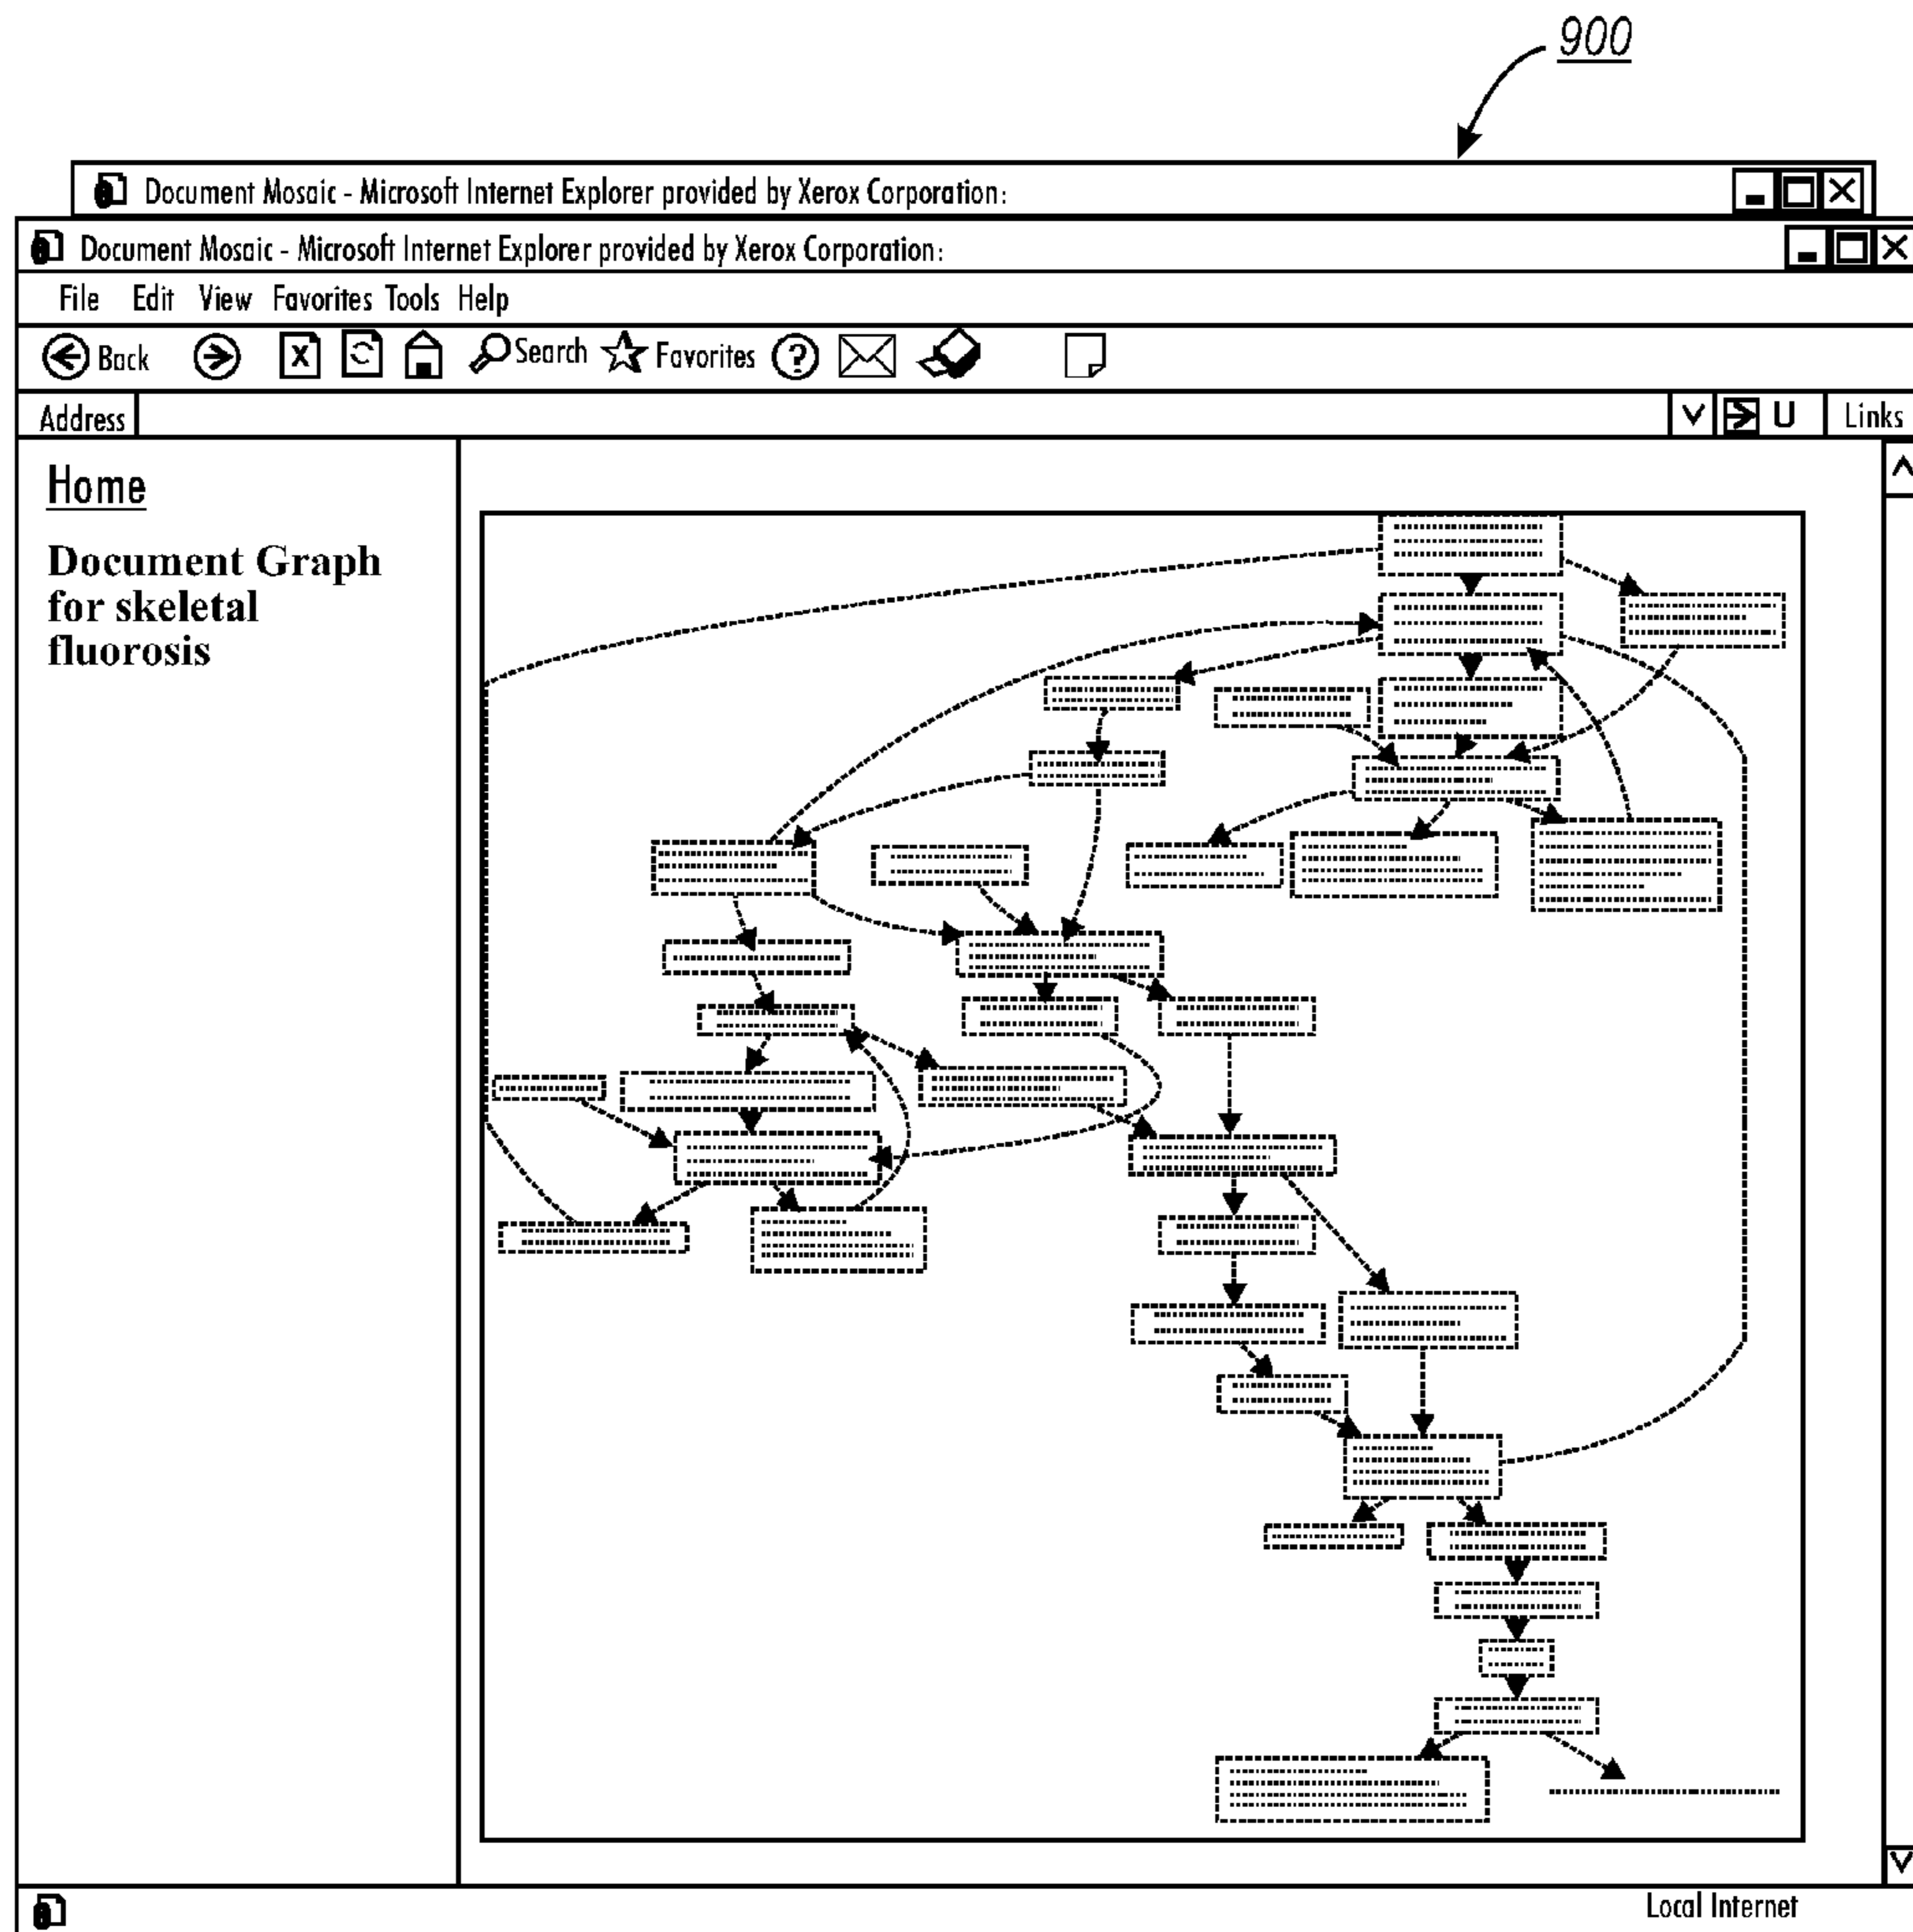 900
Document Mosaic - Microsoft Internet Explorer provided by Xerox Corporation:
Document Mosaic - Microsoft Internet Explorer provided by Xerox Corporation:
File Edit View Favorites Tools Help
Back Search Favorites ?
Address U Links
Home
Document Graph
for skeletal
fluorosis
Local Internet